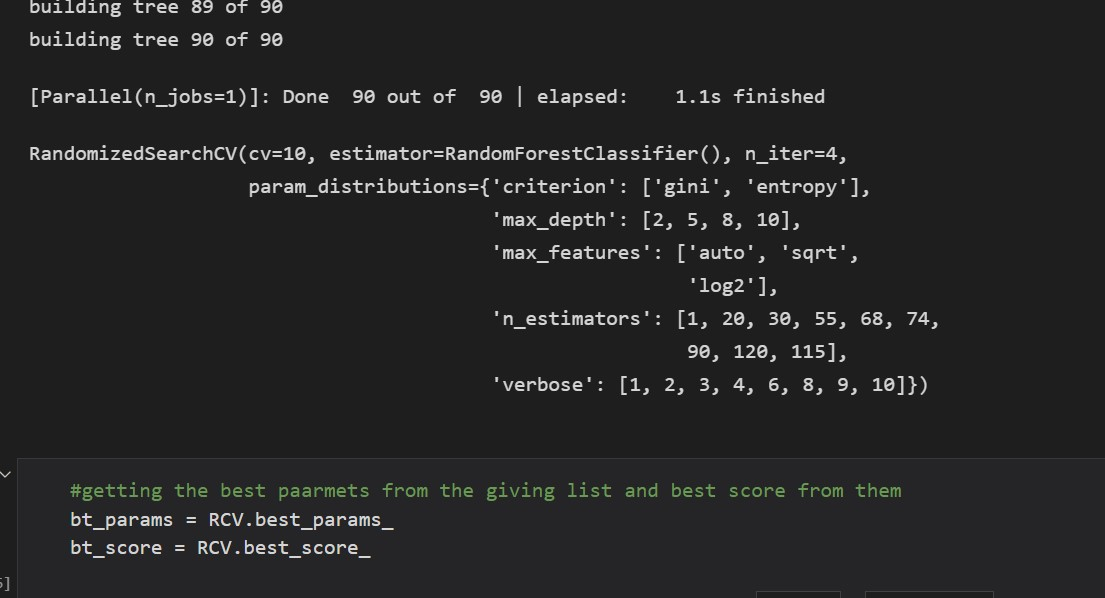 building tree 89 of 90
building tree 90 of 90
[Parallel(n_jobs=1)]: Done  90 out of  90 | elapsed:    1.1s finished
RandomizedSearchCV(cv=10, estimator=RandomForestClassifier(), n_iter=4,
param_distributions={'criterion': ['gini', 'entropy'],
'max_depth': [2, 5, 8, 10],
'max_features': ['auto', 'sqrt',
'log2'],
'n_estimators': [1, 20, 30, 55, 68, 74,
90, 120, 115],
'verbose': [1, 2, 3, 4, 6, 8, 9, 10]})
#getting the best paarmets from the giving list and best score from them
bt_params = RCV.best_params_
bt_score = RCV.best_score_